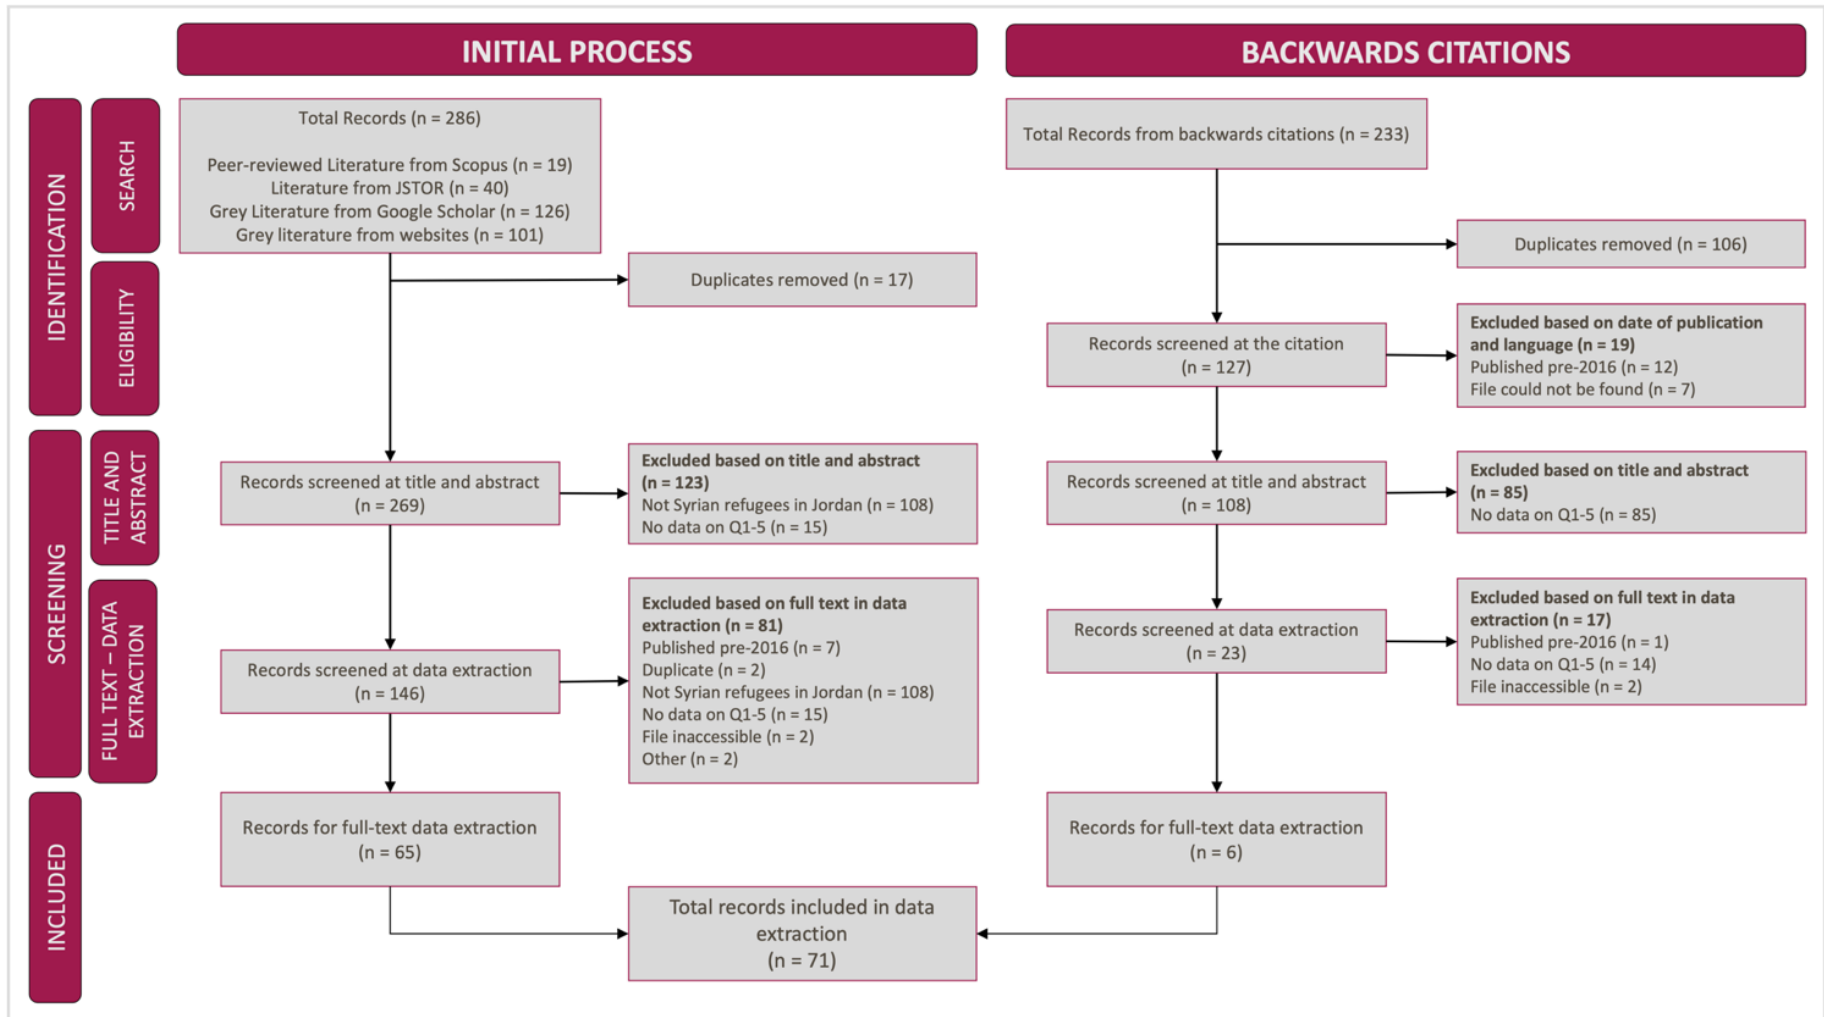 INITIAL PROCESS
BACKWARDS CITATIONS
IDENTIFICATION
SEARCH
ELIGIBILITY
SCREENING
TITLE AND
ABSTRACT
FULL TEXT – DATA
EXTRACTION
INCLUDED
Total Records (n = 286)
Peer-reviewed Literature from Scopus (n = 19)
Literature from JSTOR (n = 40)
Grey Literature from Google Scholar (n = 126)
Grey literature from websites (n = 101)
Duplicates removed (n = 17)
Records screened at title and abstract
(n = 269)
Excluded based on title and abstract
(n = 123)
Not Syrian refugees in Jordan (n = 108)
No data on Q1-5 (n = 15)
Records screened at data extraction
(n = 146)
Excluded based on full text in data
extraction (n = 81)
Published pre-2016 (n = 7)
Duplicate (n = 2)
Not Syrian refugees in Jordan (n = 108)
No data on Q1-5 (n = 15)
File inaccessible (n = 2)
Other (n = 2)
Records for full-text data extraction
(n = 65)
Total Records from backwards citations (n = 233)
Duplicates removed (n = 106)
Records screened at the citation
(n = 127)
Excluded based on date of publication
and language (n = 19)
Published pre-2016 (n = 12)
File could not be found (n = 7)
Records screened at title and abstract
(n = 108)
Excluded based on title and abstract
(n = 85)
No data on Q1-5 (n = 85)
Records screened at data extraction
(n = 23)
Excluded based on full text in data
extraction (n = 17)
Published pre-2016 (n = 1)
No data on Q1-5 (n = 14)
File inaccessible (n = 2)
Records for full-text data extraction
(n = 6)
Total records included in data
extraction
(n = 71)